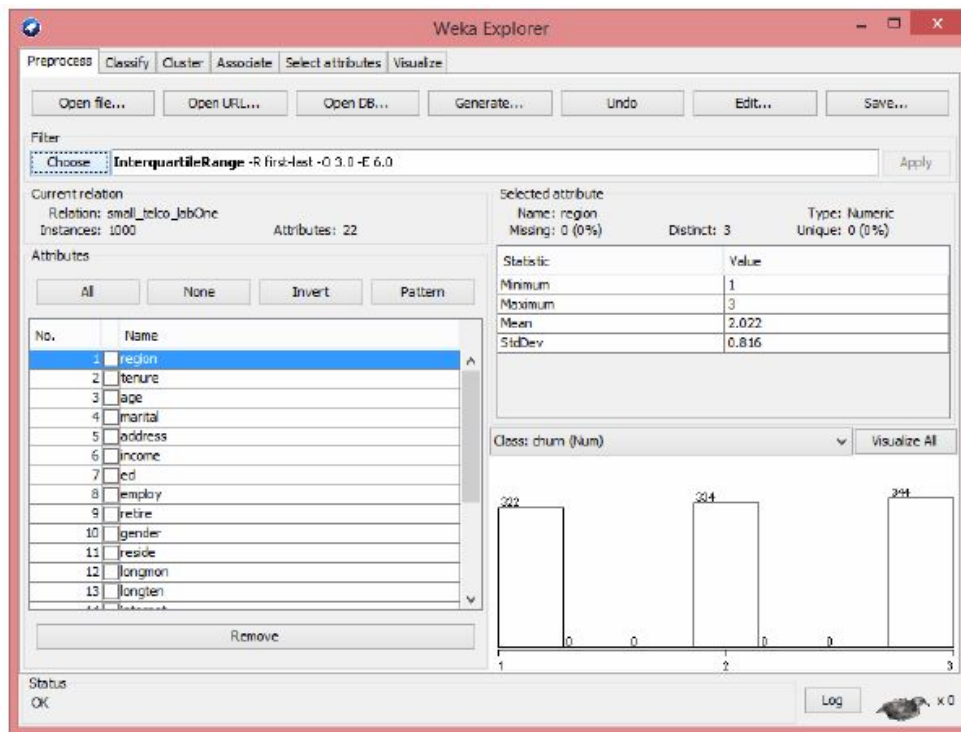 Weka Explorer
Preprocess Classify Cluster Associate Select attributes Visualize
Open file... Open URL... Open DB... Generate... Undo Edit... Save...
Filter
Choose InterquartileRange -R first-last -O 3.0 -E 6.0 Apply
Current relation
Relation: small_telco_labOne
Instances: 1000 Attributes: 22
Attributes
All None Invert Pattern
No. Name
1 region
2 tenure
3 age
4 marital
5 address
6 income
7 ed
8 employ
9 retire
10 gender
11 reside
12 longmon
13 longten
Remove
Selected attribute
Name: region Type: Numeric
Missing: 0 (0%) Distinct: 3 Unique: 0 (0%)
Statistic Value
Minimum 1
Maximum 3
Mean 2.022
StdDev 0.816
Class: churn (Num) Visualize All
322 334 344
0 0 0 0
1 2 3
Status
OK Log x 0